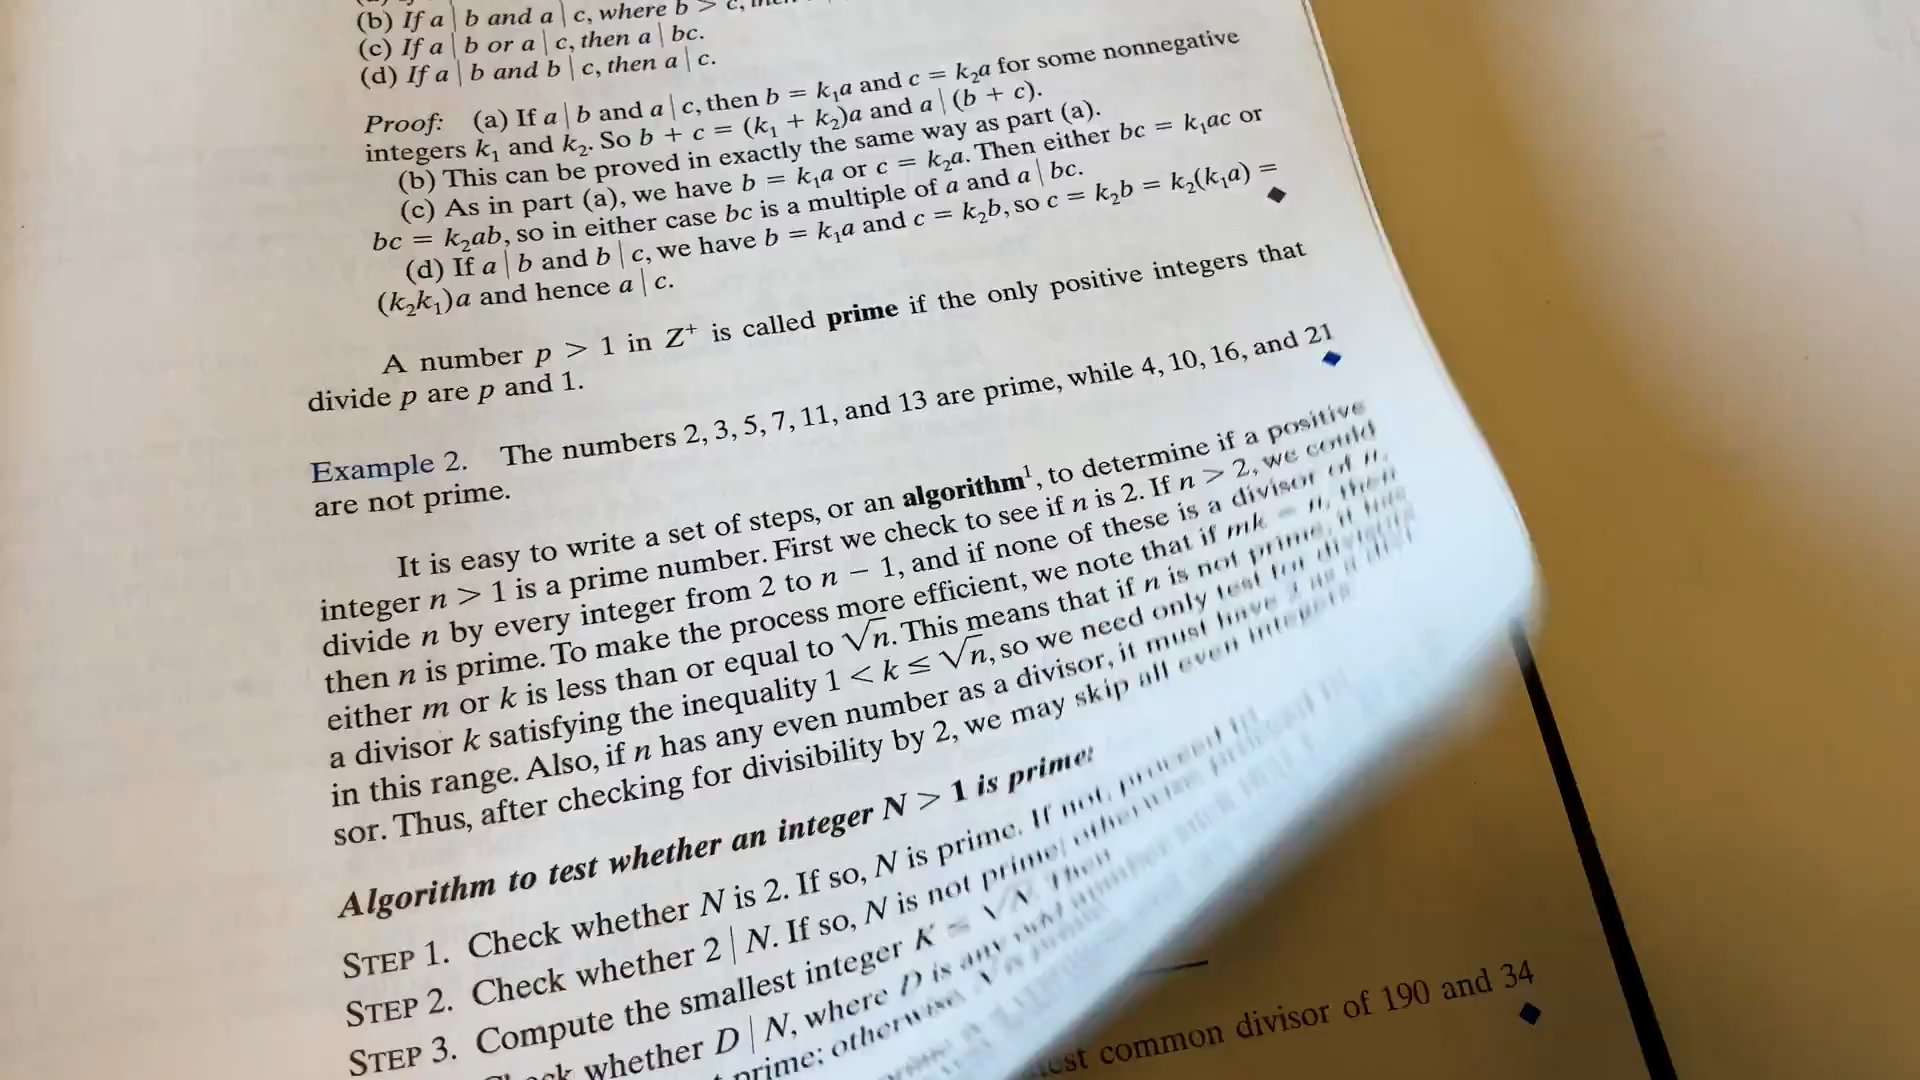 (b) If a | b and a | c, where b > c,
(c) If a | b or a | c, then a | bc.
(d) If a | b and b | c, then a | c.
Proof: (a) If a | b and a | c, then b = k₁a and c = k₂a for some nonnegative
integers k₁ and k₂. So b + c = (k₁ + k₂)a and a | (b + c).
(b) This can be proved in exactly the same way as part (a).
(c) As in part (a), we have b = k₁a or c = k₂a. Then either bc = k₁ac or
bc = k₂ab, so in either case bc is a multiple of a and a | bc.
(d) If a | b and b | c, we have b = k₁a and c = k₂b, so c = k₂b = k₂(k₁a) =
(k₂k₁)a and hence a | c. ◆
A number p > 1 in Z⁺ is called prime if the only positive integers that
divide p are p and 1.
Example 2. The numbers 2, 3, 5, 7, 11, and 13 are prime, while 4, 10, 16, and 21
are not prime. ◆
It is easy to write a set of steps, or an algorithm¹, to determine if a positive
integer n > 1 is a prime number. First we check to see if n is 2. If n > 2, we could
divide n by every integer from 2 to n − 1, and if none of these is a divisor of n,
then n is prime. To make the process more efficient, we note that if mk = n, then
either m or k is less than or equal to √n. This means that if n is not prime, it has
a divisor k satisfying the inequality 1 < k ≤ √n, so we need only test for divisors
in this range. Also, if n has any even number as a divisor, it must have
sor. Thus, after checking for divisibility by 2, we may skip all even integers.
Algorithm to test whether an integer N > 1 is prime:
STEP 1. Check whether N is 2. If so, N is prime. If not, proceed to
STEP 2. Check whether 2 | N. If so, N is not prime; otherwise proceed to
STEP 3. Compute the smallest integer K = √N. Then
whether D | N, where D is any
prime; otherwise,
common divisor of 190 and 34
◆